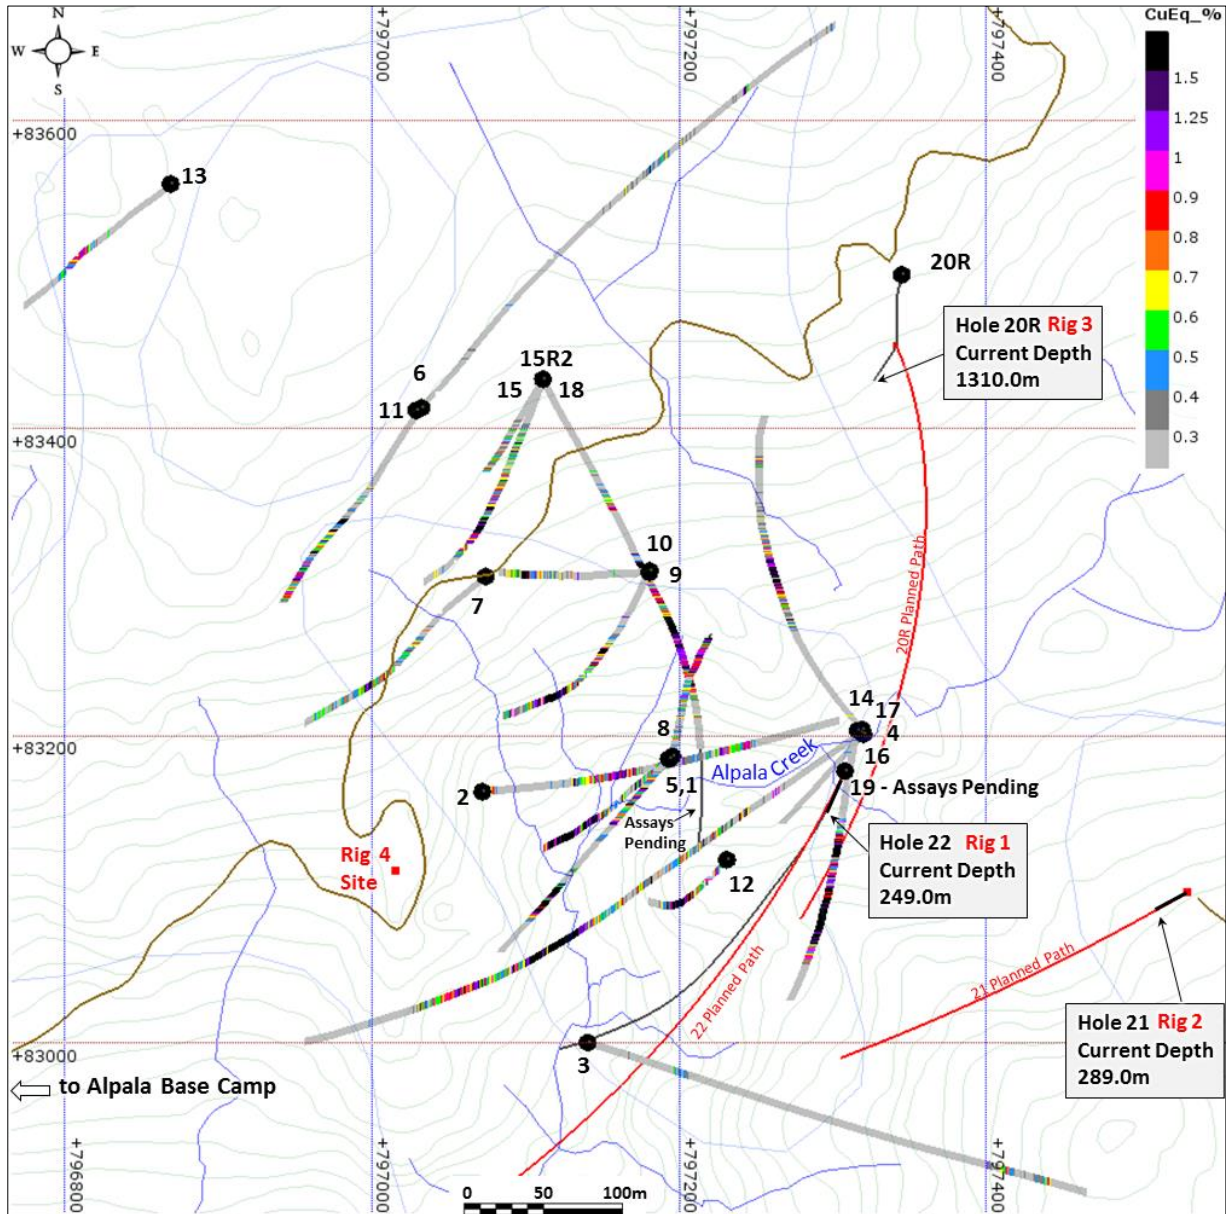 N
W E
S
CuEq_%
+797000
+797200
+797400
1.5
1.25
1
0.9
0.8
0.7
0.6
0.5
0.4
0.3
+83600
13
20R
Hole 20R Rig 3
Current Depth
1310.0m
6
11
15R2
15 18
+83400
10
9
7
20R Planned Path
14
17
4
+83200
8
5,1
Alpala Creek
16
19 - Assays Pending
2
Assays
Pending
Hole 22 Rig 1
Current Depth
249.0m
Rig 4
Site
12
22 Planned Path
21 Planned Path
Hole 21 Rig 2
Current Depth
289.0m
+83000
3
to Alpala Base Camp
+796800
+797000
+797200
+797400
0 50 100m